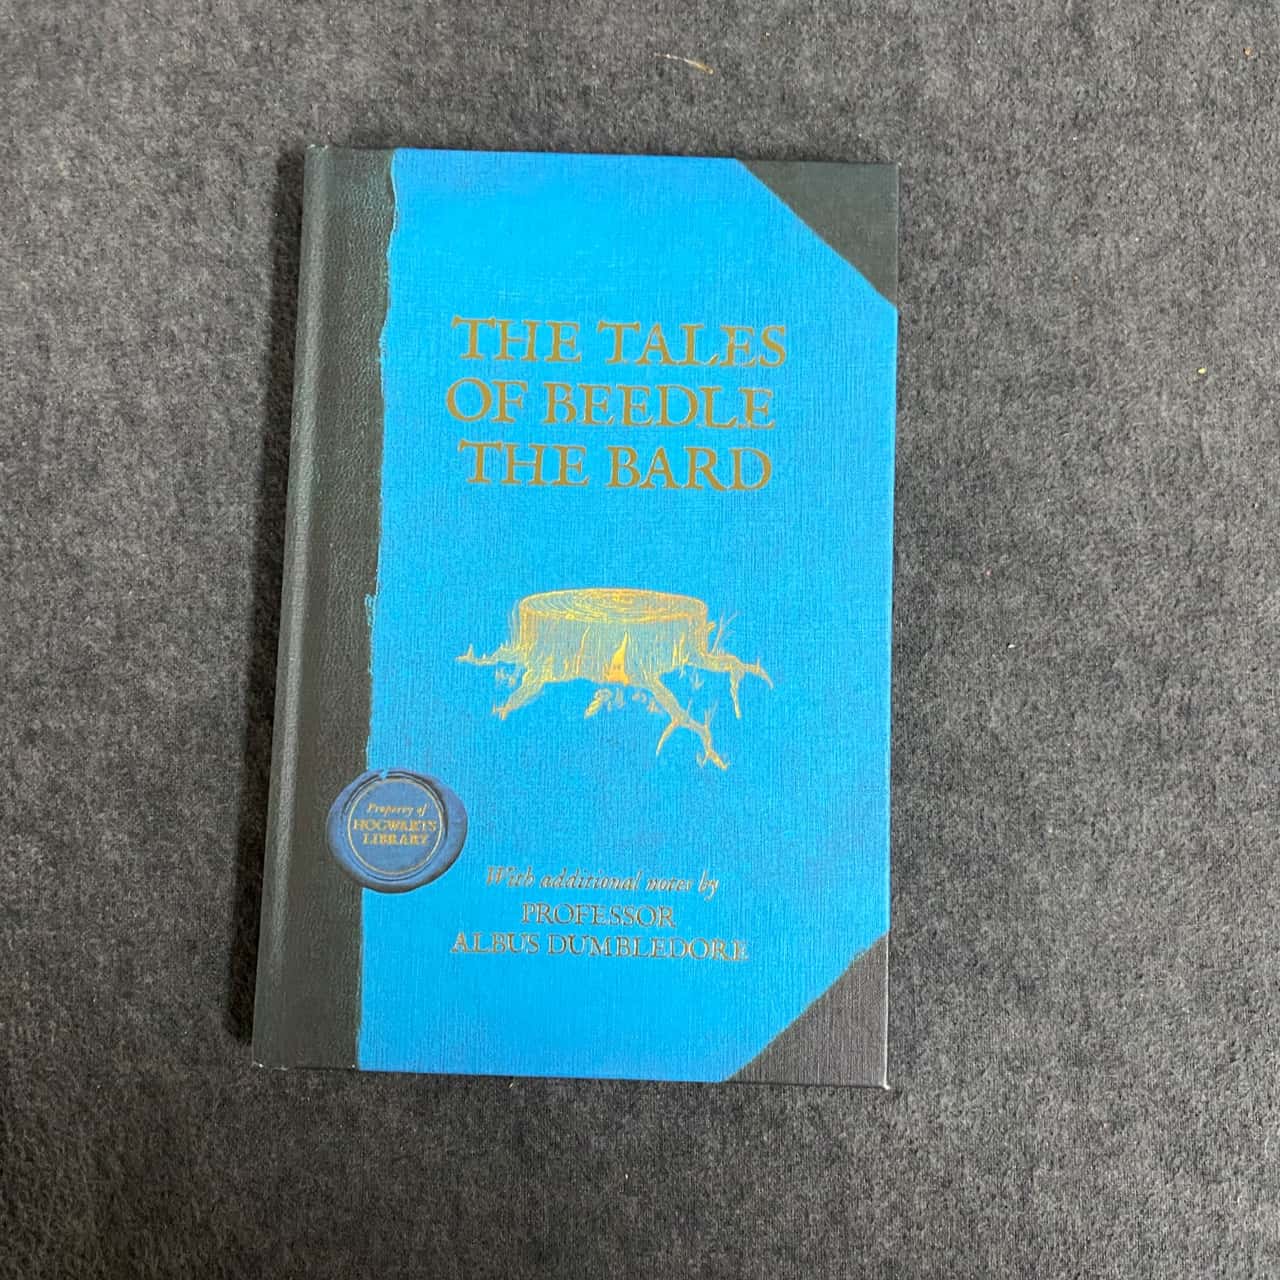 THE TALES
OF BEEDLE
THE BARD
Property of
HOGWARTS
LIBRARY
With additional notes by
PROFESSOR
ALBUS DUMBLEDORE